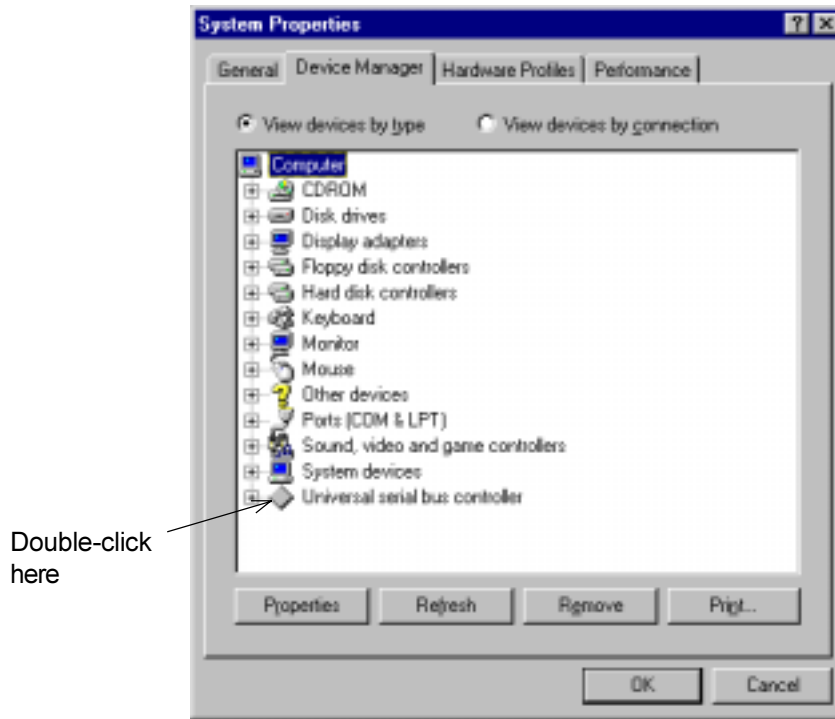 System Properties
General Device Manager Hardware Profiles Performance
View devices by type View devices by connection
Computer
CDROM
Disk drives
Display adapters
Floppy disk controllers
Hard disk controllers
Keyboard
Monitor
Mouse
Other devices
Ports (COM & LPT)
Sound, video and game controllers
System devices
Universal serial bus controller
Double-click
here
Properties Refresh Remove Print...
OK Cancel